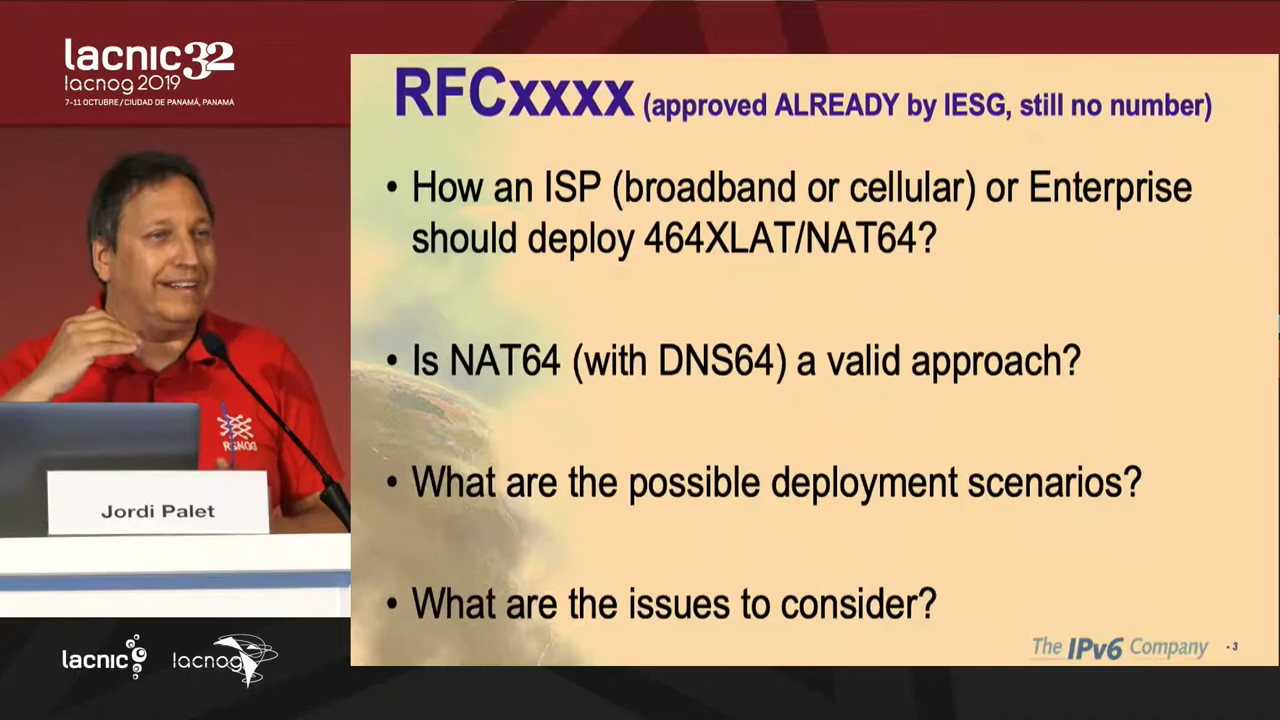 lacnic32
lacnog 2019
7-11 OCTUBRE / CIUDAD DE PANAMÁ, PANAMÁ
RFCxxxx (approved ALREADY by IESG, still no number)
• How an ISP (broadband or cellular) or Enterprise
should deploy 464XLAT/NAT64?
• Is NAT64 (with DNS64) a valid approach?
• What are the possible deployment scenarios?
• What are the issues to consider?
The IPv6 Company - 3
Jordi Palet
lacnic
lacnog